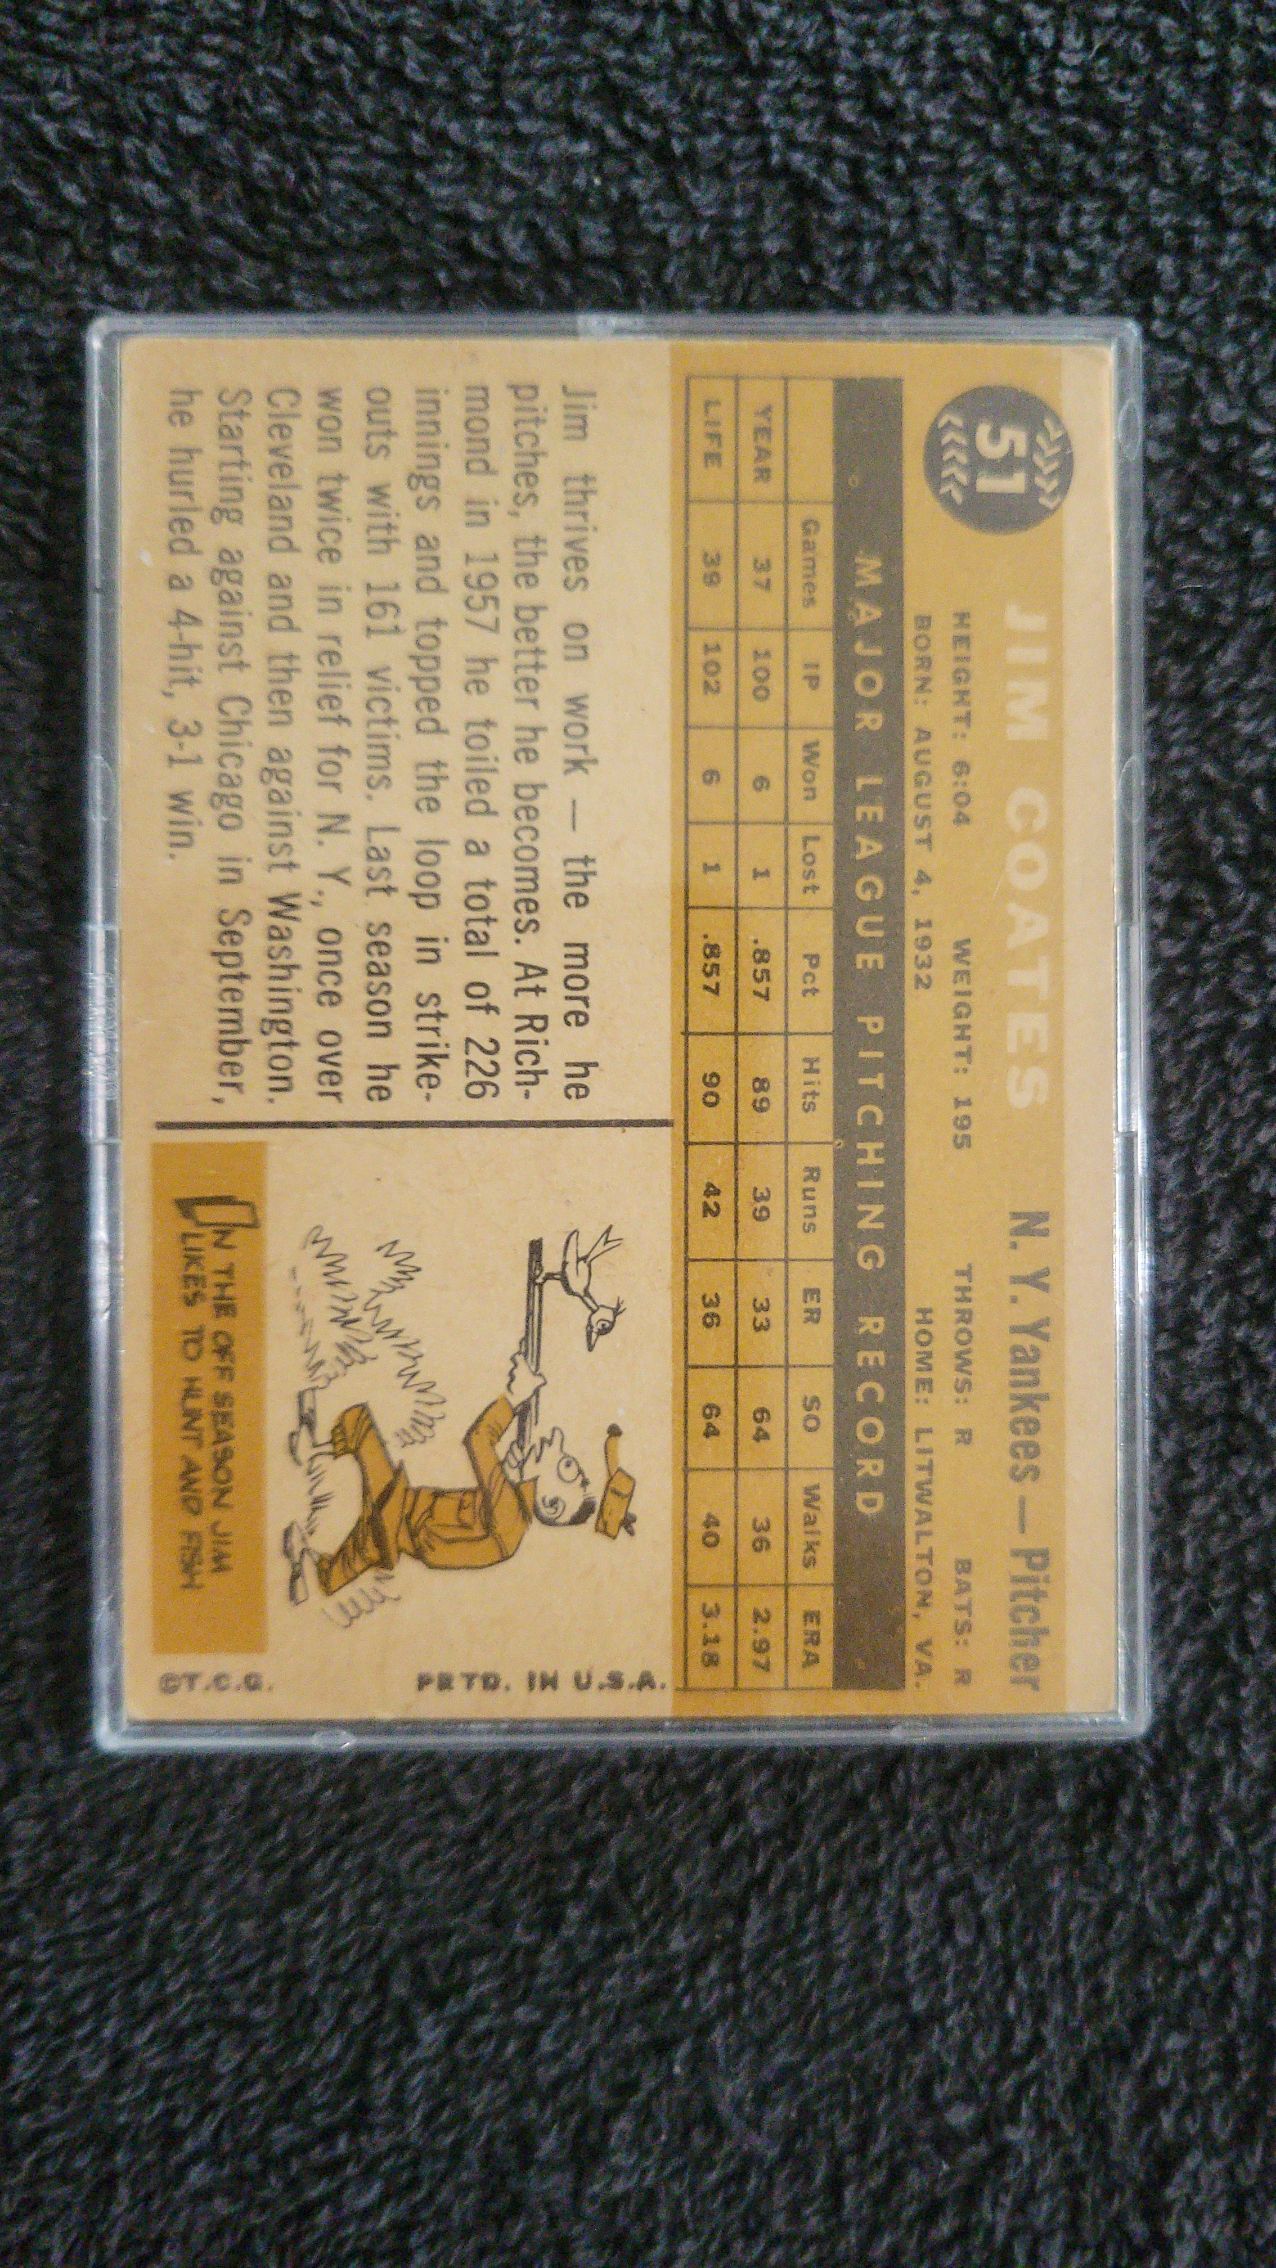 51
JIM COATES N. Y. Yankees — Pitcher
HEIGHT: 6:04 WEIGHT: 195 THROWS: R BATS: R
BORN: AUGUST 4, 1932 HOME: LITWALTON, VA.
MAJOR LEAGUE PITCHING RECORD
Games IP Won Lost Pct Hits Runs ER SO Walks ERA
YEAR 37 100 6 1 .857 89 39 33 64 36 2.97
LIFE 39 102 6 1 .857 90 42 36 64 40 3.18
Jim thrives on work — the more he
pitches, the better he becomes. At Rich-
mond in 1957 he toiled a total of 226
innings and topped the loop in strike-
outs with 161 victims. Last season he
won twice in relief for N. Y., once over
Cleveland and then against Washington.
Starting against Chicago in September,
he hurled a 4-hit, 3-1 win.
IN THE OFF SEASON JIM
LIKES TO HUNT AND FISH
PRTD. IN U.S.A.
©T.C.G.